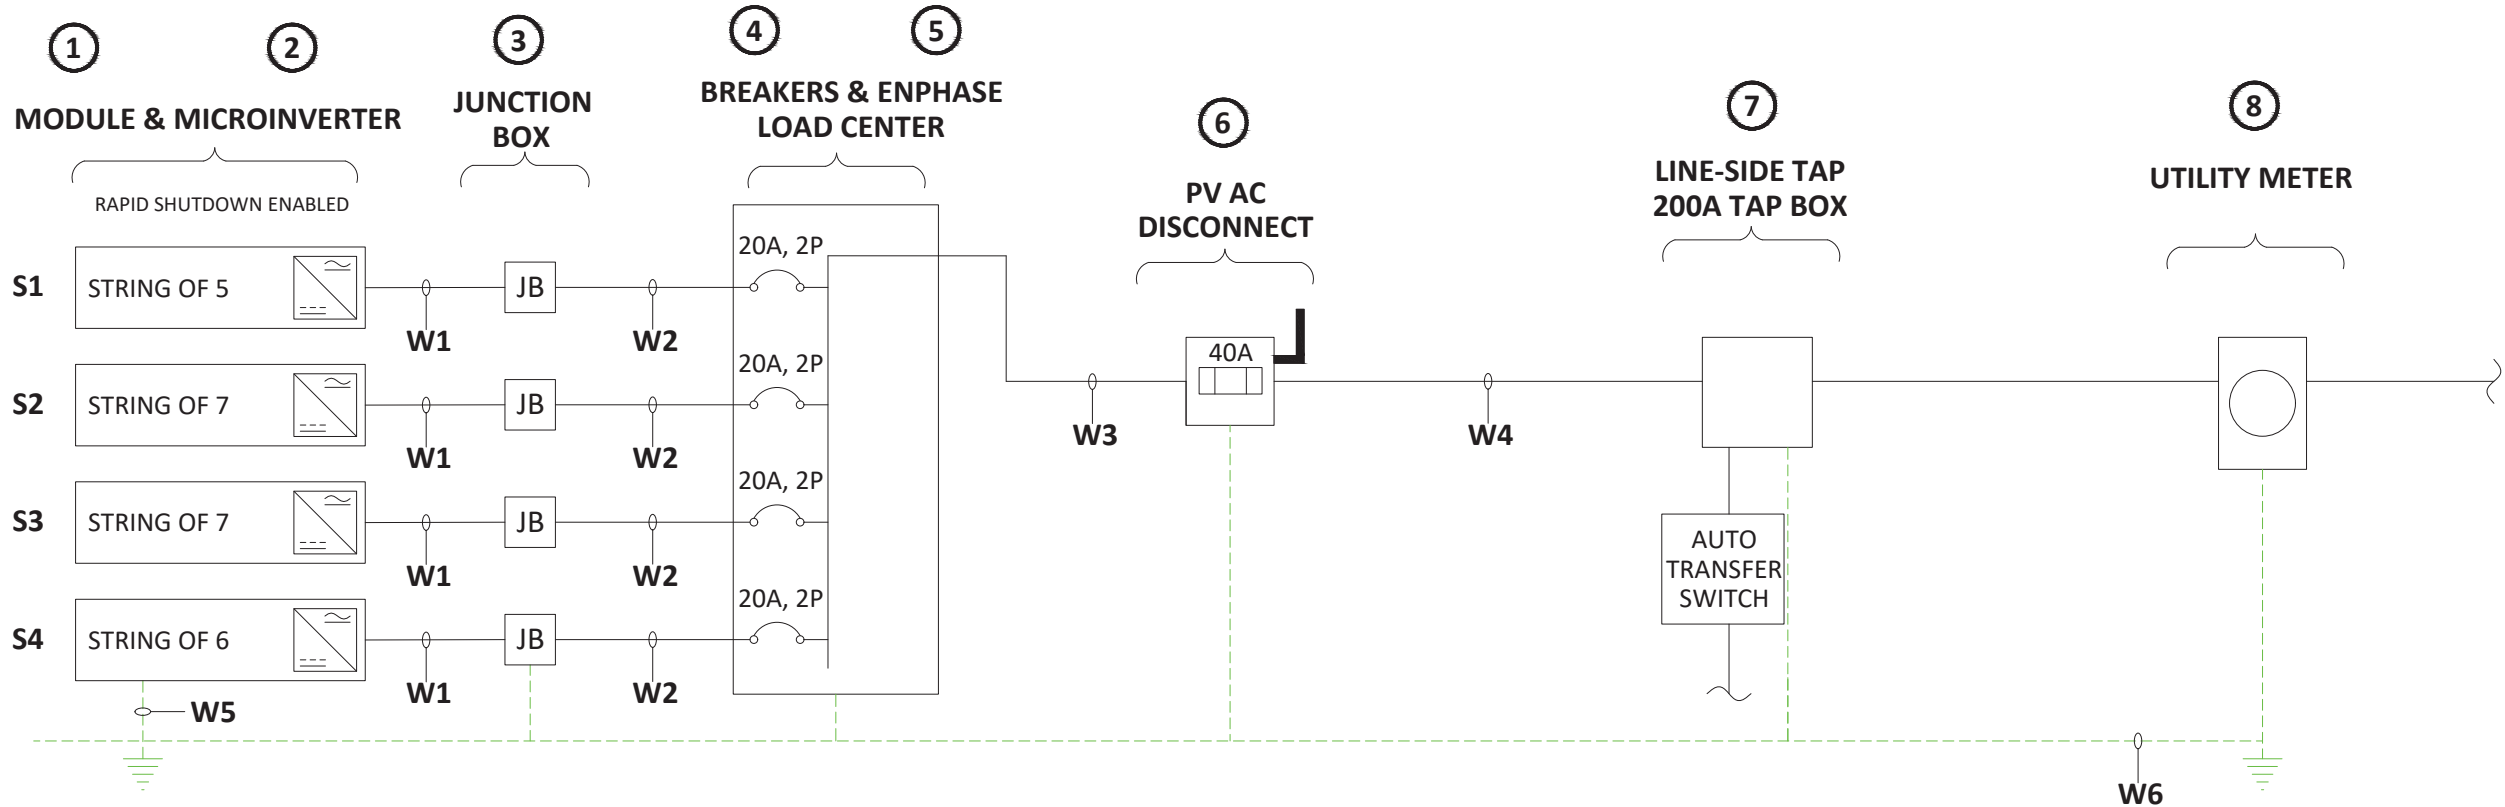 1
2
3
4
5
6
7
8
MODULE & MICROINVERTER
JUNCTION
BOX
BREAKERS & ENPHASE
LOAD CENTER
PV AC
DISCONNECT
LINE-SIDE TAP
200A TAP BOX
UTILITY METER
RAPID SHUTDOWN ENABLED
S1
STRING OF 5
W1
JB
W2
20A, 2P
S2
STRING OF 7
W1
JB
W2
20A, 2P
S3
STRING OF 7
W1
JB
W2
20A, 2P
S4
STRING OF 6
W1
JB
W2
20A, 2P
W3
40A
W4
AUTO
TRANSFER
SWITCH
W5
W6